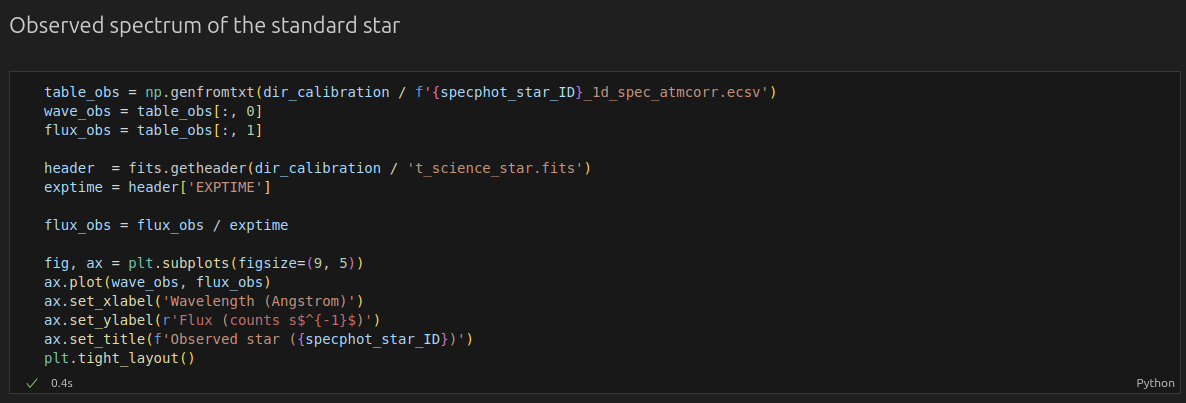 Observed spectrum of the standard star
table_obs = np.genfromtxt(dir_calibration / f'{specphot_star_ID}_1d_spec_atmcorr.ecsv')
wave_obs = table_obs[:, 0]
flux_obs = table_obs[:, 1]
header  = fits.getheader(dir_calibration / 't_science_star.fits')
exptime = header['EXPTIME']
flux_obs = flux_obs / exptime
fig, ax = plt.subplots(figsize=(9, 5))
ax.plot(wave_obs, flux_obs)
ax.set_xlabel('Wavelength (Angstrom)')
ax.set_ylabel(r'Flux (counts s$^{-1}$)')
ax.set_title(f'Observed star ({specphot_star_ID})')
plt.tight_layout()
0.4s
Python